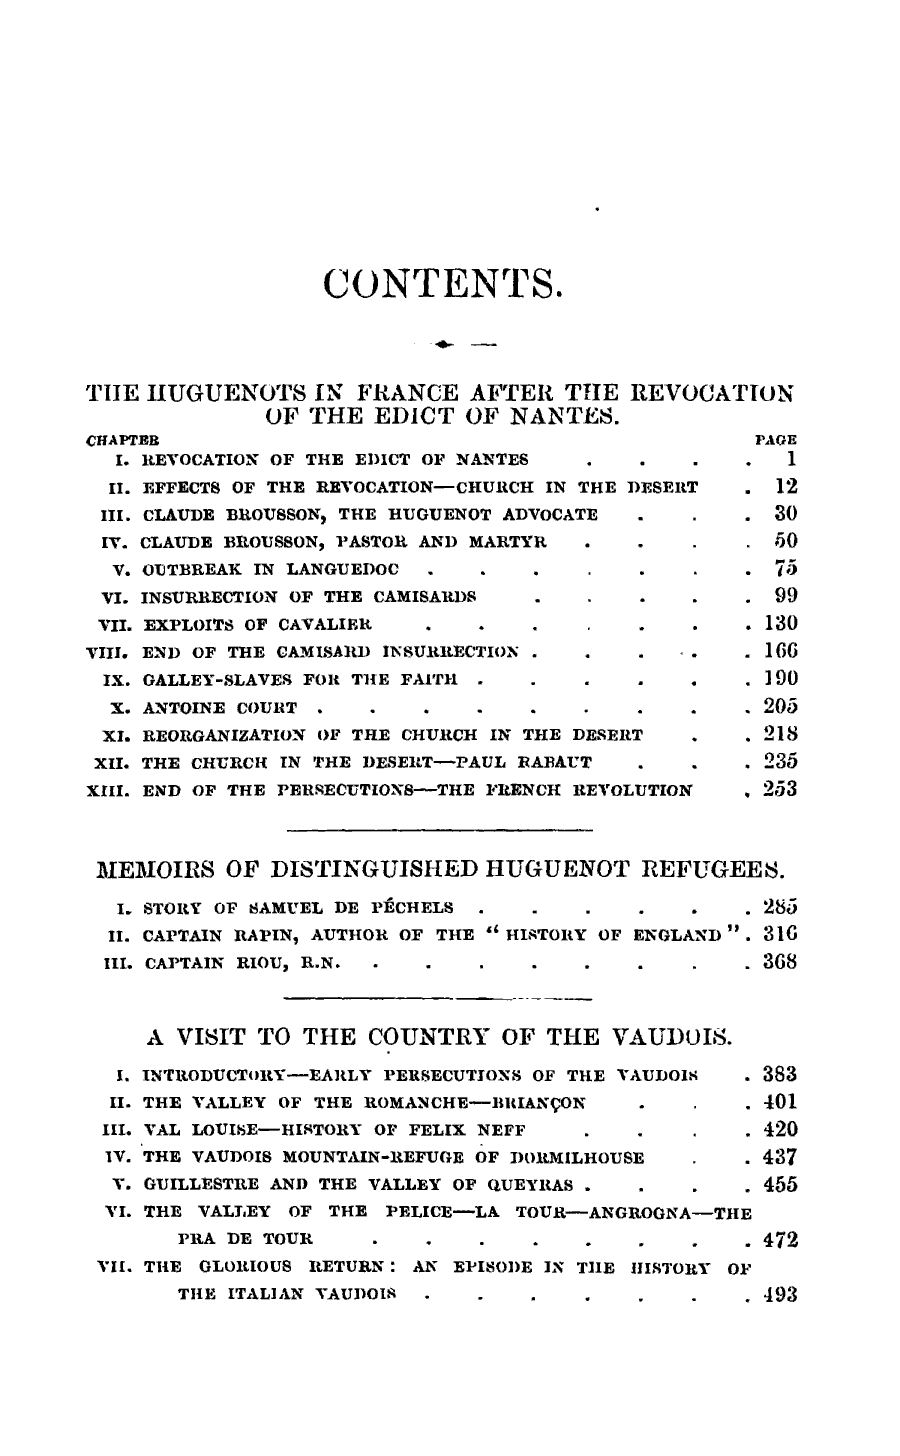 CONTENTS.
THE HUGUENOTS IN FRANCE AFTER THE REVOCATION
OF THE EDICT OF NANTES.
CHAPTER PAGE
I. REVOCATION OF THE EDICT OF NANTES . . . . 1
II. EFFECTS OF THE REVOCATION—CHURCH IN THE DESERT . 12
III. CLAUDE BROUSSON, THE HUGUENOT ADVOCATE . . . 30
IV. CLAUDE BROUSSON, PASTOR AND MARTYR . . . . 50
V. OUTBREAK IN LANGUEDOC . . . . . . . 75
VI. INSURRECTION OF THE CAMISARDS . . . . . 99
VII. EXPLOITS OF CAVALIER . . . . . . . 130
VIII. END OF THE CAMISARD INSURRECTION . . . . . 166
IX. GALLEY-SLAVES FOR THE FAITH . . . . . . 190
X. ANTOINE COURT . . . . . . . . . 205
XI. REORGANIZATION OF THE CHURCH IN THE DESERT . . 218
XII. THE CHURCH IN THE DESERT—PAUL RABAUT . . . 235
XIII. END OF THE PERSECUTIONS—THE FRENCH REVOLUTION . 253
MEMOIRS OF DISTINGUISHED HUGUENOT REFUGEES.
I. STORY OF SAMUEL DE PÉCHELS . . . . . . 285
II. CAPTAIN RAPIN, AUTHOR OF THE "HISTORY OF ENGLAND" . 316
III. CAPTAIN RIOU, R.N. . . . . . . . . 368
A VISIT TO THE COUNTRY OF THE VAUDOIS.
I. INTRODUCTORY—EARLY PERSECUTIONS OF THE VAUDOIS . 383
II. THE VALLEY OF THE ROMANCHE—BRIANÇON . . . 401
III. VAL LOUISE—HISTORY OF FELIX NEFF . . . . 420
IV. THE VAUDOIS MOUNTAIN-REFUGE OF DORMILHOUSE . . 437
V. GUILLESTRE AND THE VALLEY OF QUEYRAS . . . . 455
VI. THE VALLEY OF THE PELICE—LA TOUR—ANGROGNA—THE
PRA DE TOUR . . . . . . . . 472
VII. THE GLORIOUS RETURN: AN EPISODE IN THE HISTORY OF
THE ITALIAN VAUDOIS . . . . . . . 493